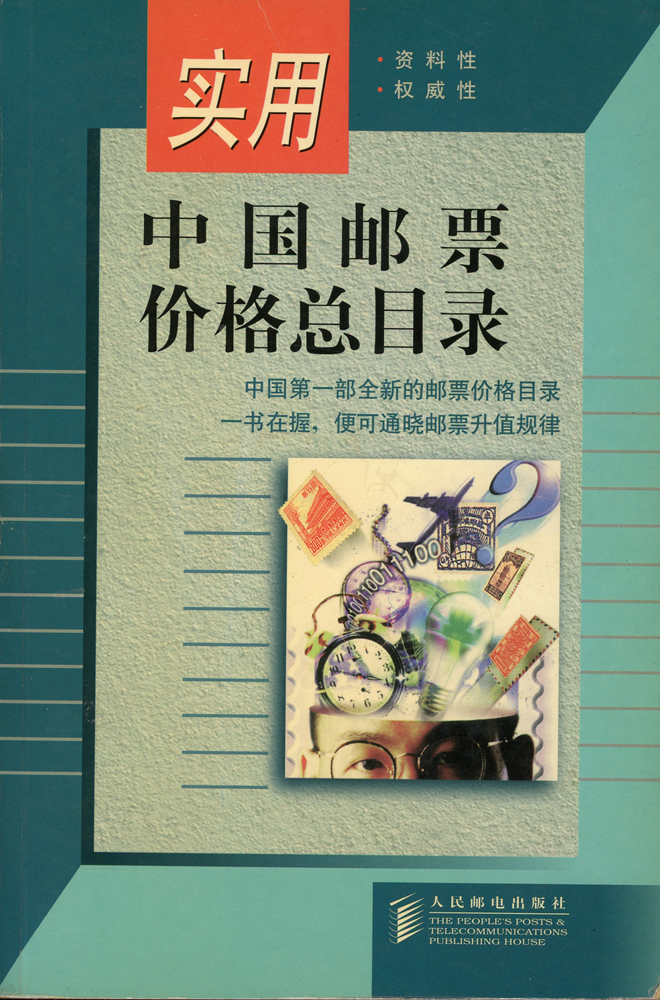 实用
·资料性
·权威性
中国邮票
价格总目录
中国第一部全新的邮票价格目录
一书在握，便可通晓邮票升值规律
1001100111100
人民邮电出版社
THE PEOPLE'S POSTS &
TELECOMMUNICATIONS
PUBLISHING HOUSE